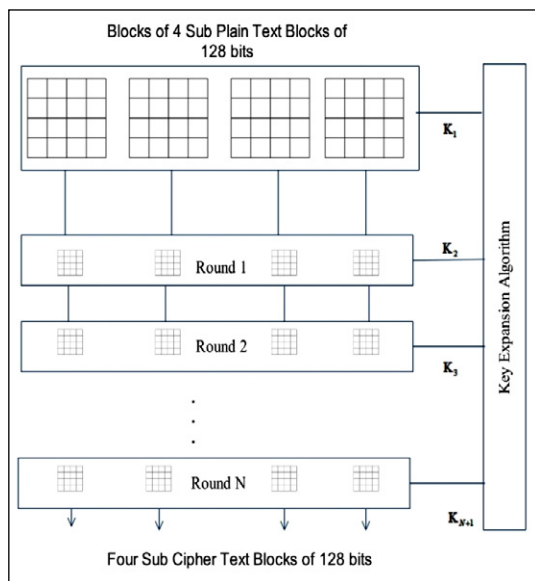 Blocks of 4 Sub Plain Text Blocks of
128 bits
K₁
K₂
Round 1
Round 2
K₃
Key Expansion Algorithm
Round N
K_{N+1}
Four Sub Cipher Text Blocks of 128 bits